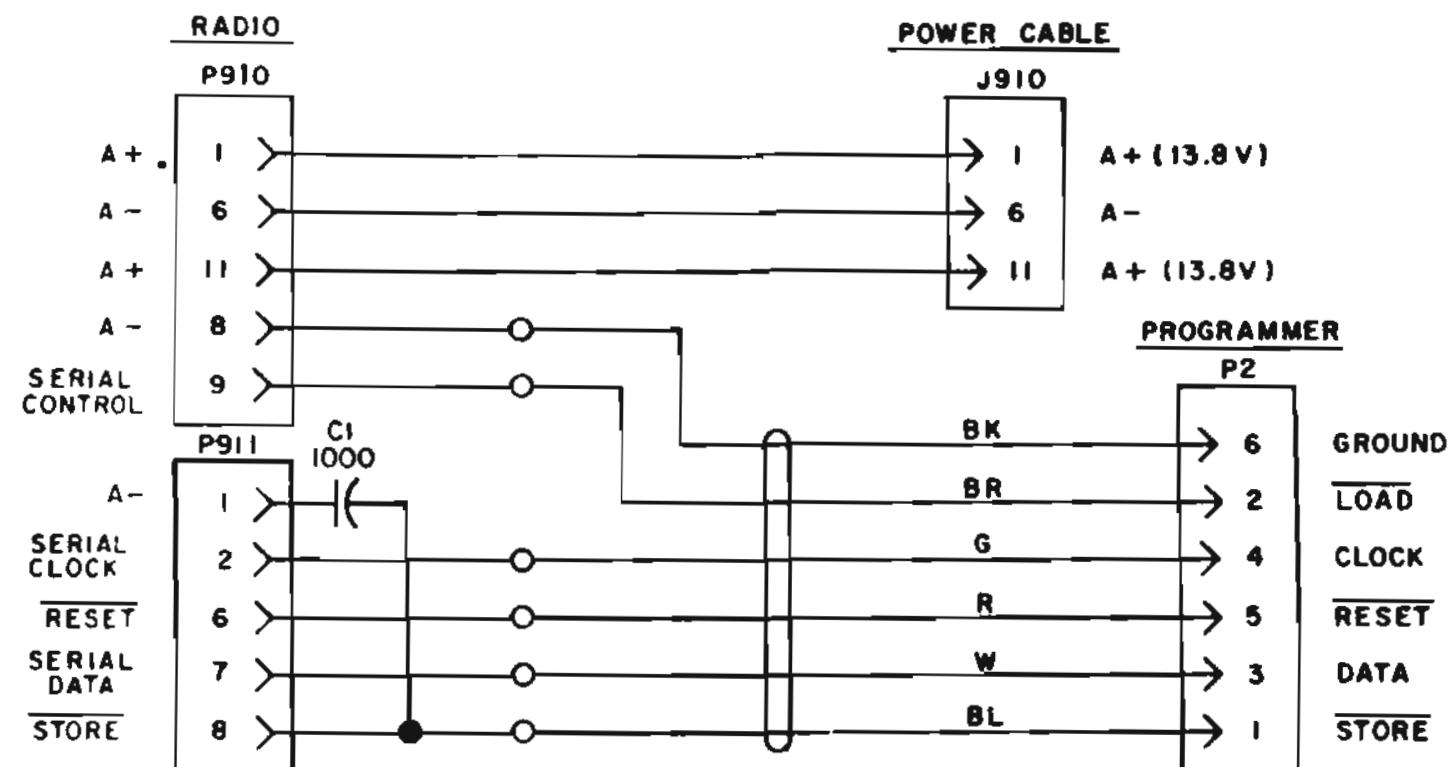 RADIO
P910
A+ 1
A- 6
A+ 11
A- 8
SERIAL
CONTROL 9
P911
C1
1000
A- 1
SERIAL
CLOCK 2
RESET 6
SERIAL
DATA 7
STORE 8
POWER CABLE
J910
1 A+ (13.8V)
6 A-
11 A+ (13.8V)
PROGRAMMER
P2
BK 6 GROUND
BR 2 LOAD
G 4 CLOCK
R 5 RESET
W 3 DATA
BL 1 STORE